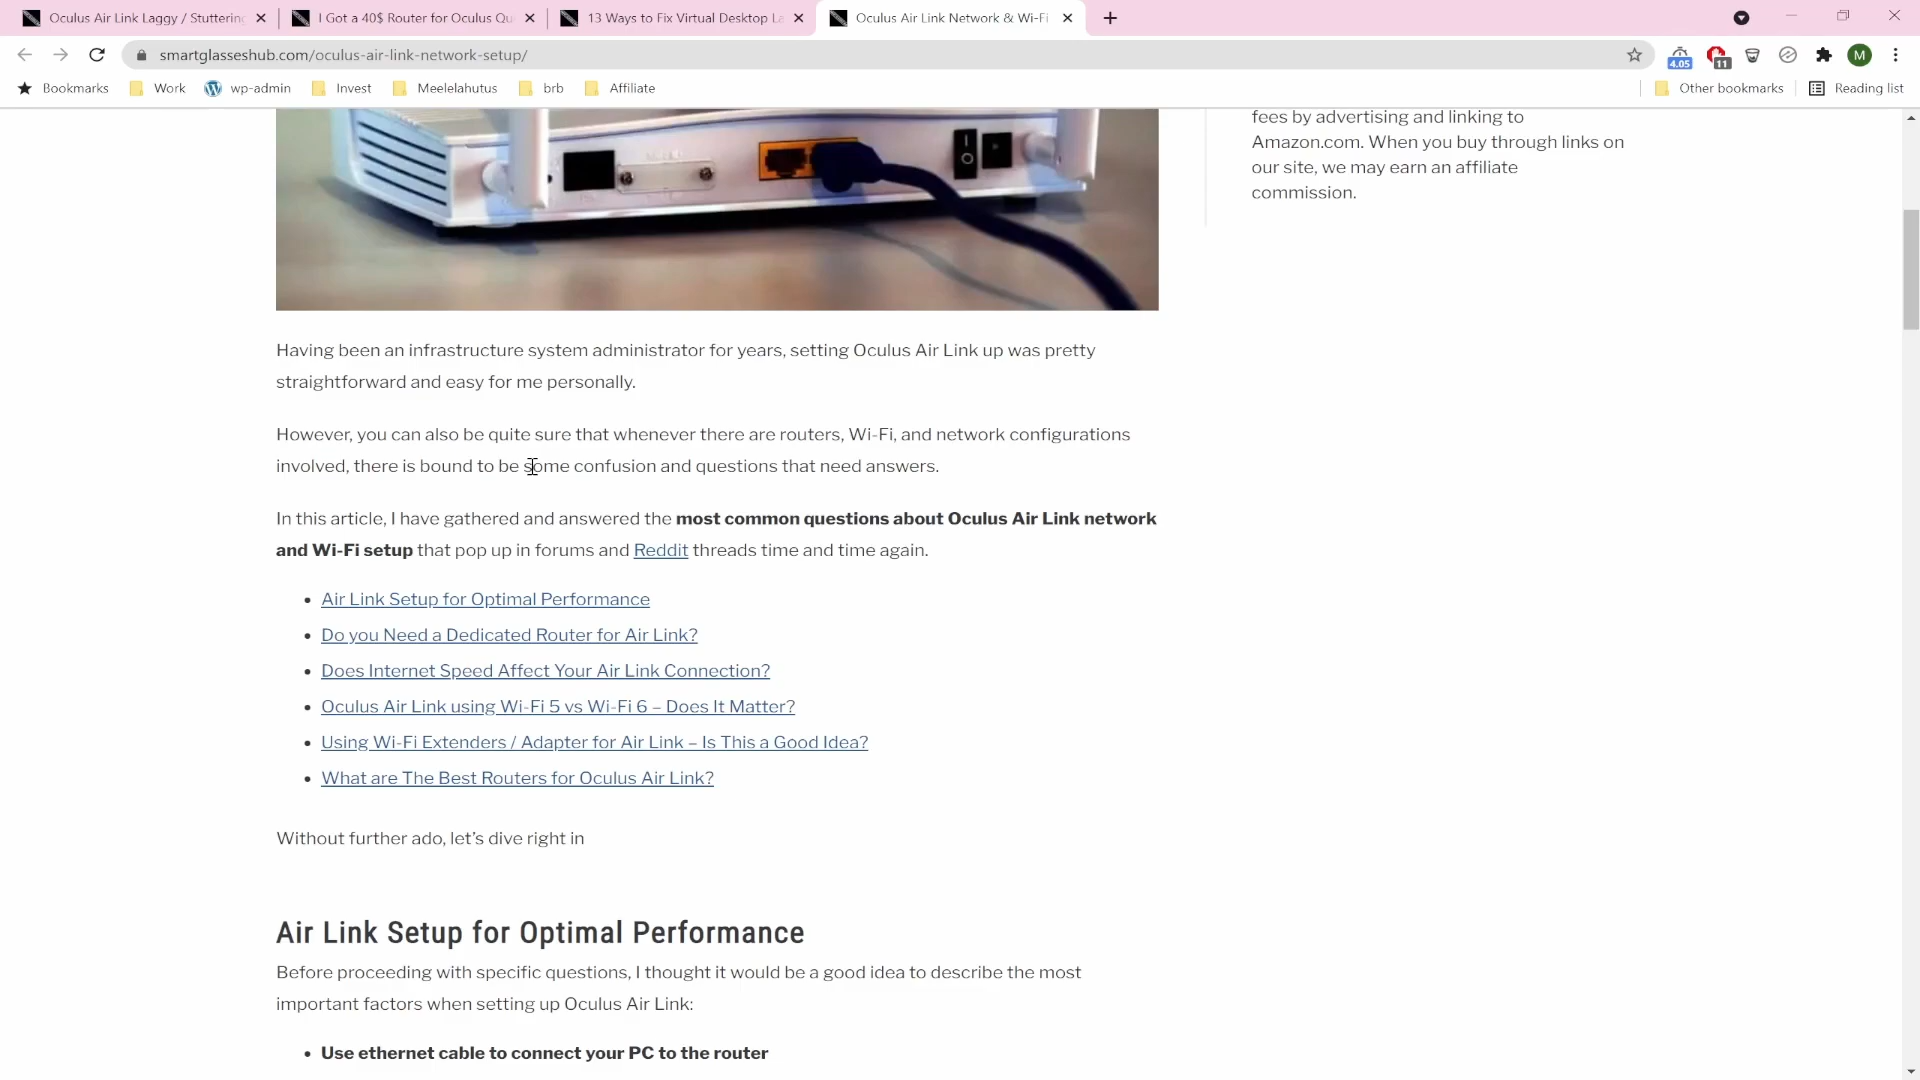 Oculus Air Link Laggy / Stuttering
I Got a 40$ Router for Oculus Qu
13 Ways to Fix Virtual Desktop La
Oculus Air Link Network & Wi-Fi
smartglasseshub.com/oculus-air-link-network-setup/
4.05
11
M
Bookmarks
Work
wp-admin
Invest
Meelelahutus
brb
Affiliate
Other bookmarks
Reading list
fees by advertising and linking to
Amazon.com. When you buy through links on
our site, we may earn an affiliate
commission.
Having been an infrastructure system administrator for years, setting Oculus Air Link up was pretty
straightforward and easy for me personally.
However, you can also be quite sure that whenever there are routers, Wi-Fi, and network configurations
involved, there is bound to be some confusion and questions that need answers.
In this article, I have gathered and answered the most common questions about Oculus Air Link network
and Wi-Fi setup that pop up in forums and Reddit threads time and time again.
• Air Link Setup for Optimal Performance
• Do you Need a Dedicated Router for Air Link?
• Does Internet Speed Affect Your Air Link Connection?
• Oculus Air Link using Wi-Fi 5 vs Wi-Fi 6 – Does It Matter?
• Using Wi-Fi Extenders / Adapter for Air Link – Is This a Good Idea?
• What are The Best Routers for Oculus Air Link?
Without further ado, let's dive right in
Air Link Setup for Optimal Performance
Before proceeding with specific questions, I thought it would be a good idea to describe the most
important factors when setting up Oculus Air Link:
• Use ethernet cable to connect your PC to the router